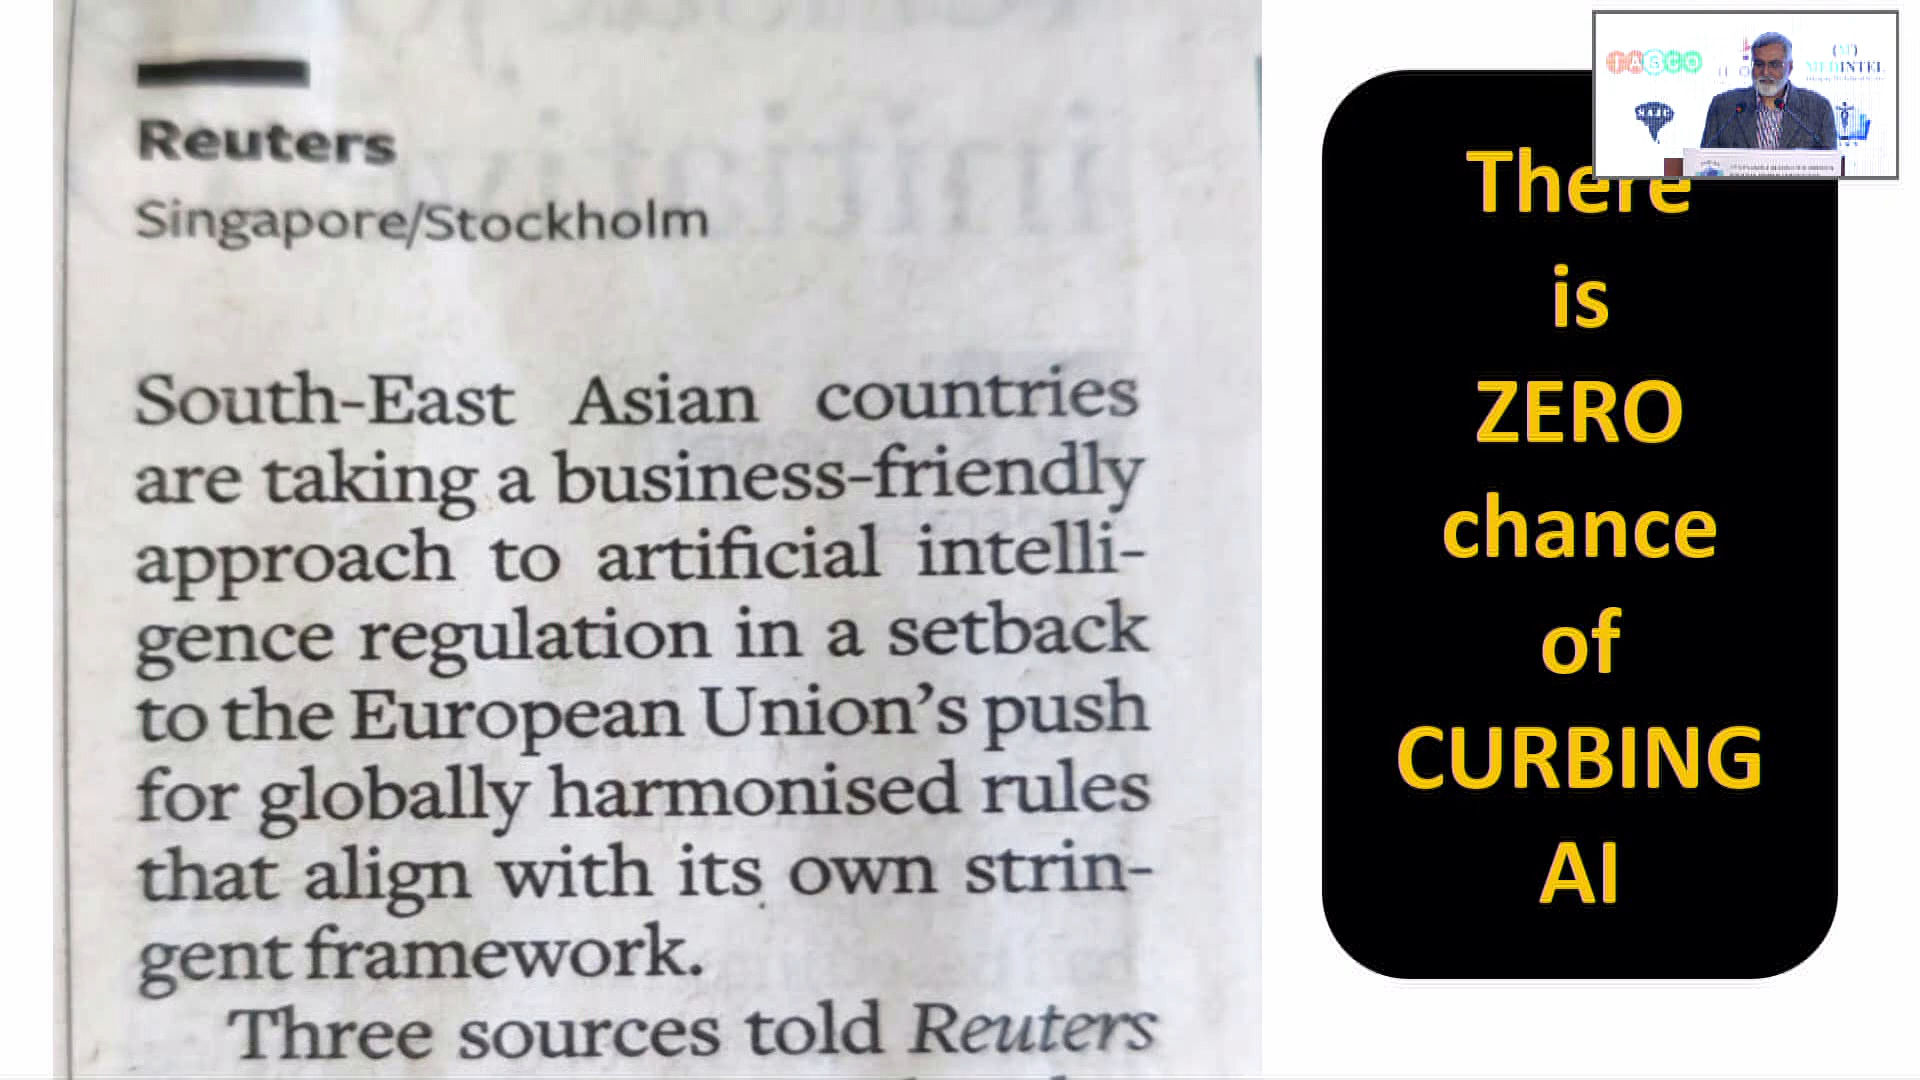 Reuters
Singapore/Stockholm
South-East Asian countries
are taking a business-friendly
approach to artificial intelli-
gence regulation in a setback
to the European Union's push
for globally harmonised rules
that align with its own strin-
gent framework.
Three sources told Reuters
There
is
ZERO
chance
of
CURBING
AI
MEDINTEL